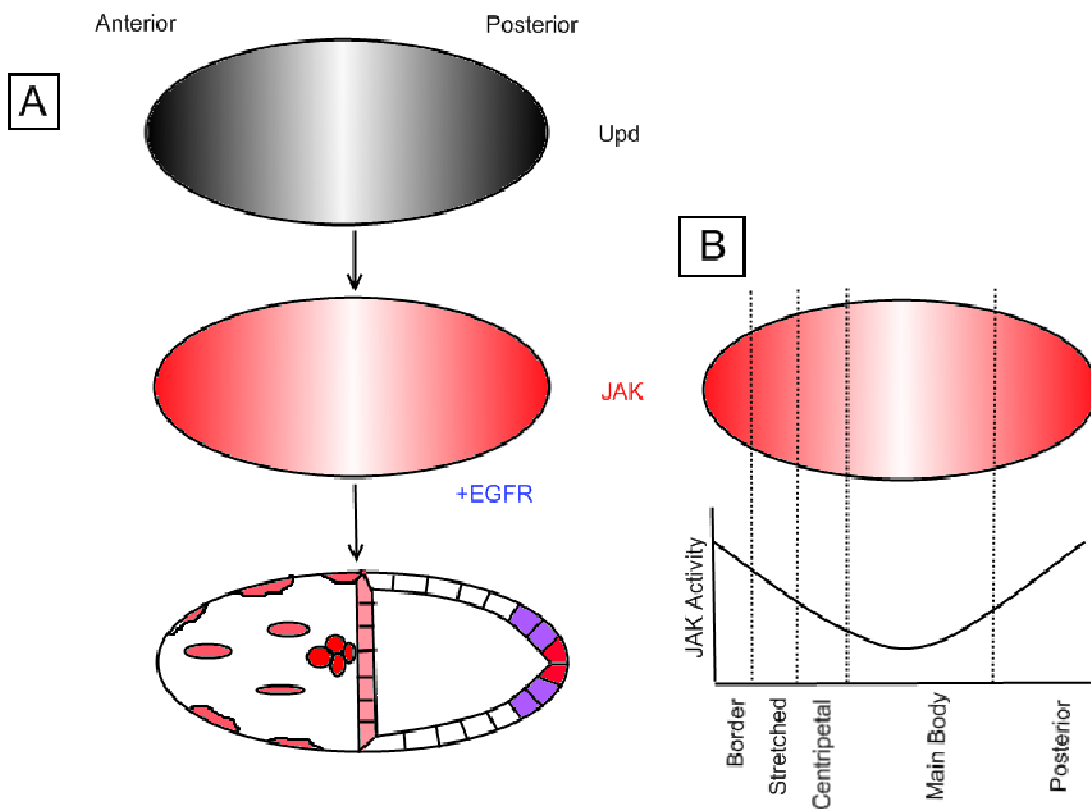 Anterior
Posterior
A
Upd
B
JAK
+EGFR
JAK Activity
Border
Stretched
Centripetal
Main Body
Posterior